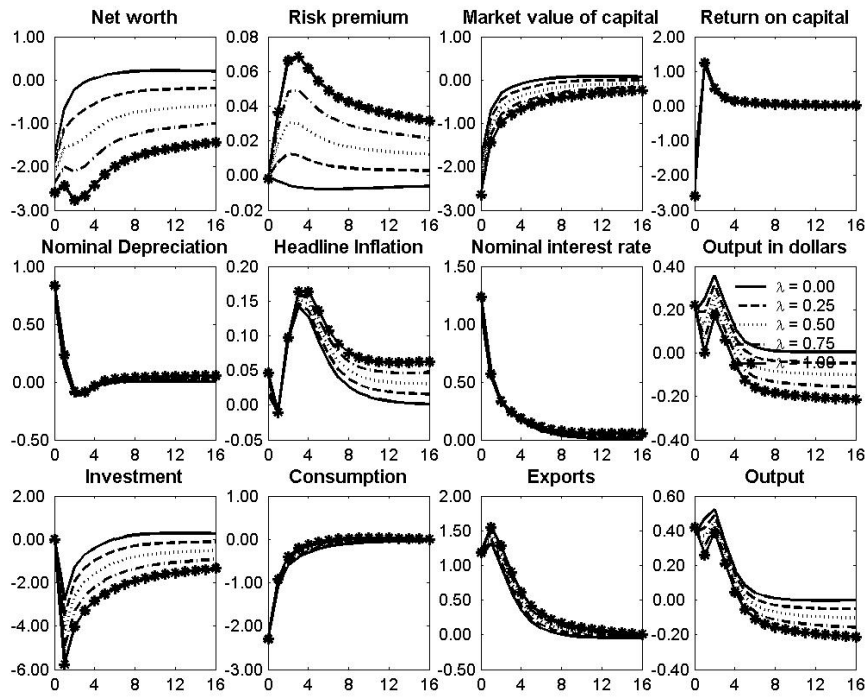 Net worth
1.00
0.00
-1.00
-2.00
-3.00
0 4 8 12 16
Risk premium
0.08
0.06
0.04
0.02
0.00
0.02
0 4 8 12 16
Market value of capital
1.00
0.00
-1.00
-2.00
-3.00
0 4 8 12 16
Return on capital
2.00
1.00
0.00
1.00
2.00
3.00
0 4 8 12 16
Nominal Depreciation
1.00
0.50
0.00
-0.50
0 4 8 12 16
Headline Inflation
0.20
0.15
0.10
0.05
0.00
-0.05
0 4 8 12 16
Nominal interest rate
1.50
1.00
0.50
0.00
0 4 8 12 16
Output in dollars
0.40
0.20
0.00
-0.20
-0.40
0 4 8 12 16
λ = 0.00
λ = 0.25
λ = 0.50
λ = 0.75
λ = 1.00
Investment
2.00
0.00
-2.00
-4.00
-6.00
0 4 8 12 16
Consumption
1.00
0.00
-1.00
-2.00
-3.00
0 4 8 12 16
Exports
2.00
1.50
1.00
0.50
0.00
0.50
0 4 8 12 16
Output
0.60
0.40
0.20
0.00
0.20
0.40
0 4 8 12 16